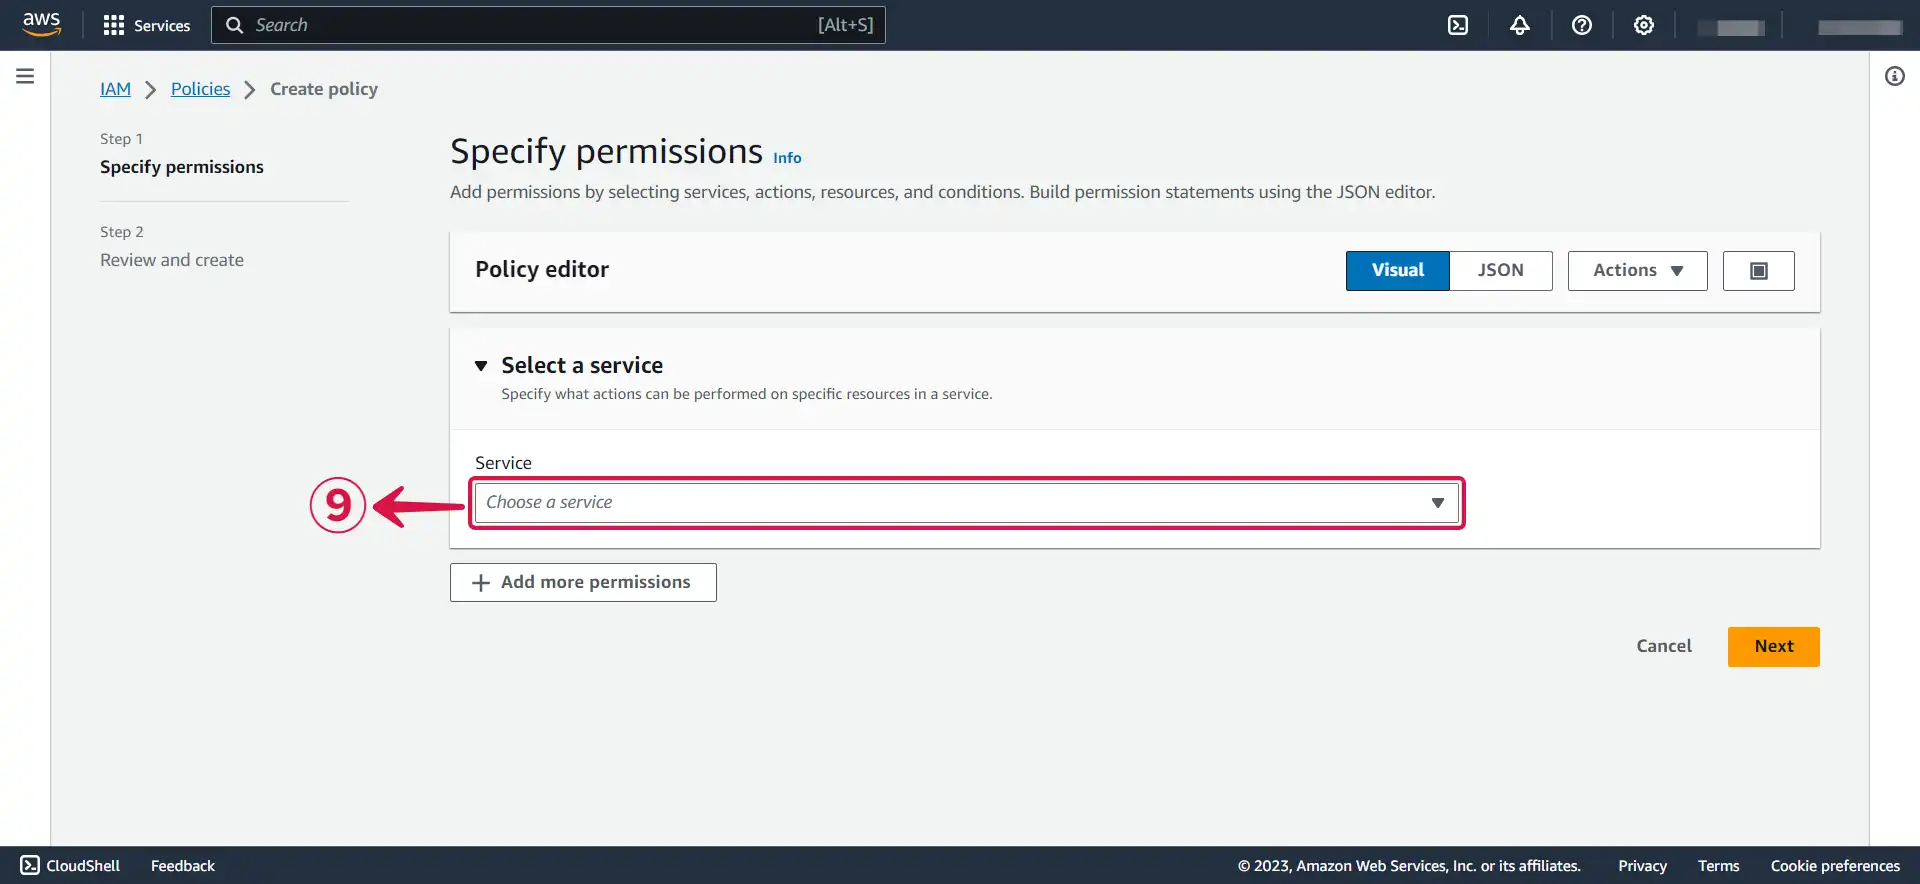 aws
Services
Search [Alt+S]
IAM Policies Create policy
Step 1
Specify permissions
Step 2
Review and create
Specify permissions Info
Add permissions by selecting services, actions, resources, and conditions. Build permission statements using the JSON editor.
Policy editor
Visual JSON Actions
Select a service
Specify what actions can be performed on specific resources in a service.
Service
9
Choose a service
Add more permissions
Cancel Next
CloudShell Feedback
© 2023, Amazon Web Services, Inc. or its affiliates. Privacy Terms Cookie preferences